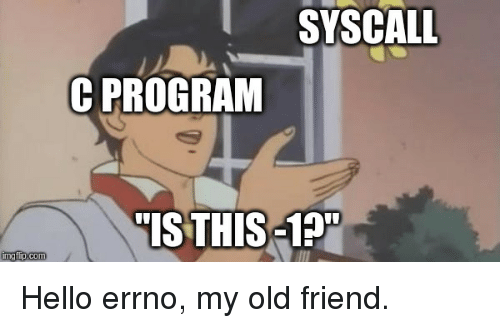 SYSCALL
C PROGRAM
"IS THIS -1?"
imgflip.com
Hello errno, my old friend.